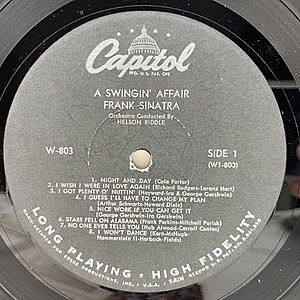 Capitol
REG. U.S. PAT. OFF.
A SWINGIN' AFFAIR
FRANK SINATRA
Orchestra Conducted By
NELSON RIDDLE
W-803
SIDE 1
(W1-803)
1 - NIGHT AND DAY (Cole Porter)
2 - I WISH I WERE IN LOVE AGAIN (Richard Rodgers-Lorenz Hart)
3 - I GOT PLENTY O' NUTTIN' (Heyward-Ira & George Gershwin)
4 - I GUESS I'LL HAVE TO CHANGE MY PLAN
(Arthur Schwartz-Howard Dietz)
5 - NICE WORK IF YOU CAN GET IT
(George Gershwin-Ira Gershwin)
6 - STARS FELL ON ALABAMA (Frank Perkins-Mitchell Parish)
7 - NO ONE EVER TELLS YOU (Hub Atwood-Carroll Coates)
8 - I WON'T DANCE (Kern-McHugh-
Hammerstein II-Harbach-Fields)
LONG PLAYING • HIGH FIDELITY